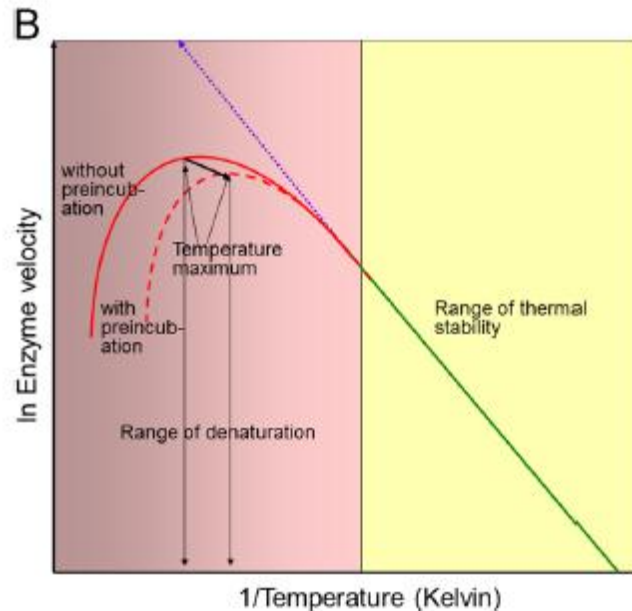 B
without
preincub-
ation
Temperature
maximum
with
preincub-
ation
Range of thermal
stability
Range of denaturation
ln Enzyme velocity
1/Temperature (Kelvin)